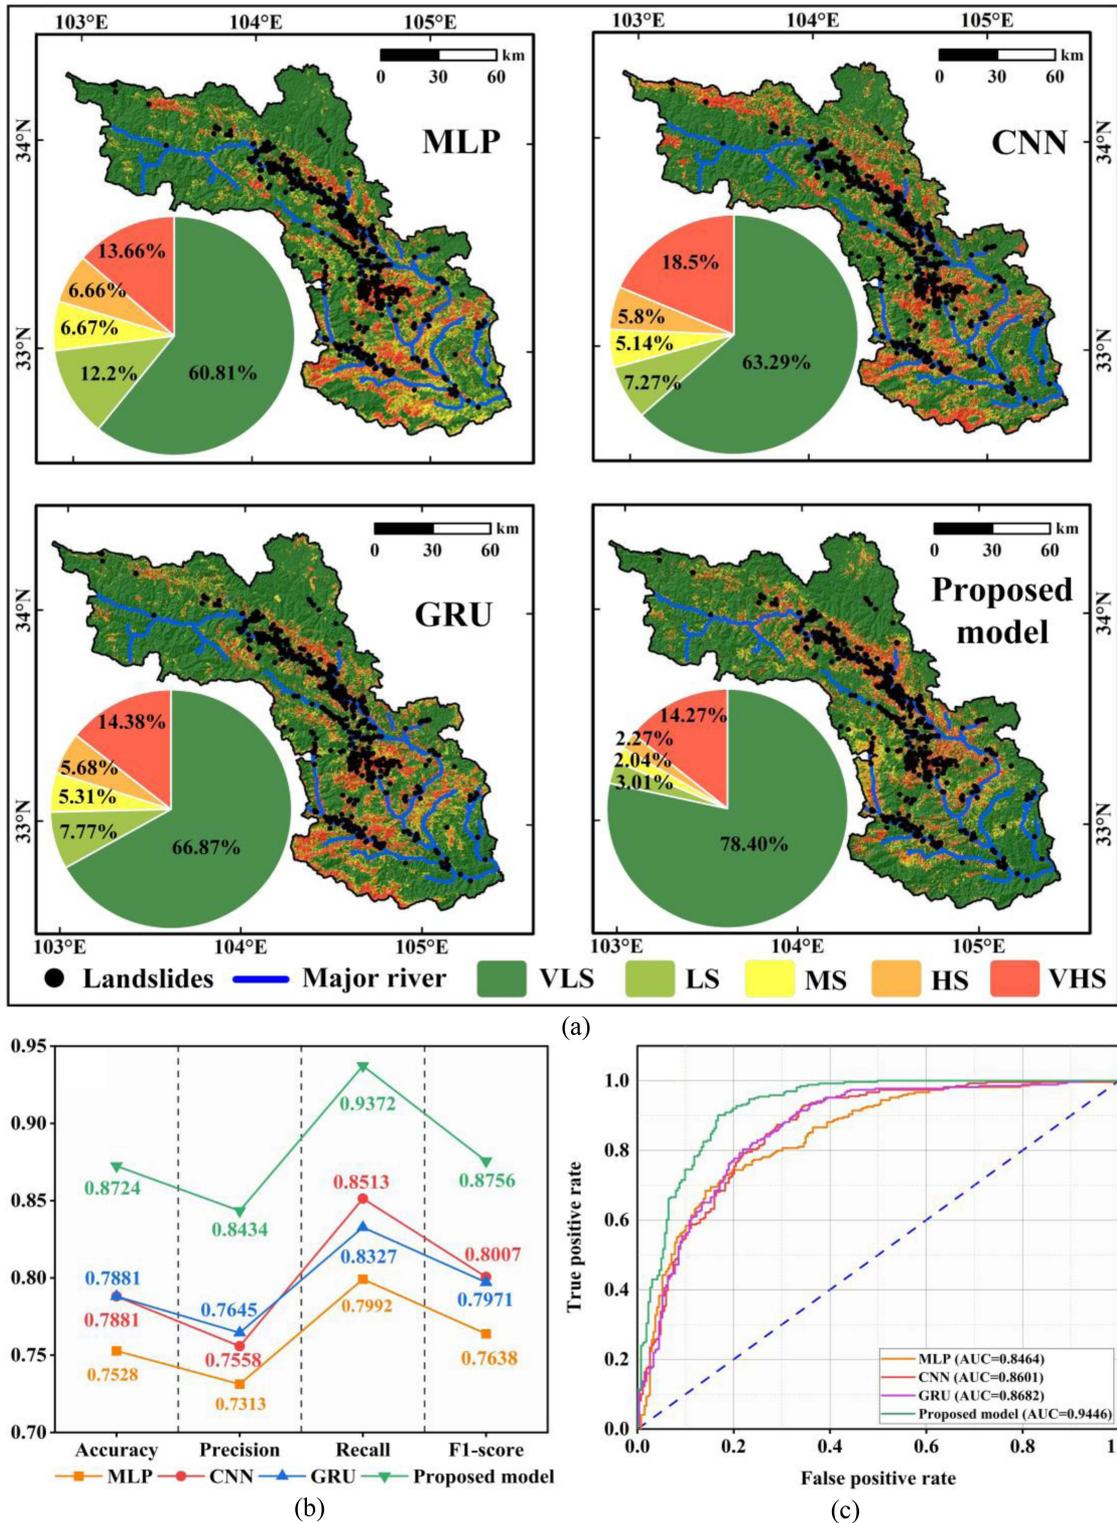 103°E 104°E 105°E 103°E 104°E 105°E
km km
0 30 60 0 30 60
34°N MLP 34°N CNN 34°N
13.66% 18.5%
6.66% 5.8%
6.67% 5.14%
12.2% 60.81% 7.27% 63.29%
33°N 33°N 33°N
km km
0 30 60 0 30 60
34°N GRU 34°N Proposed
model
14.38% 14.27%
5.68% 2.27%
5.31% 2.04%
7.77% 3.01%
66.87% 78.40%
33°N 33°N
103°E 104°E 105°E 103°E 104°E 105°E
Landslides Major river VLS LS MS HS VHS
(a)
0.95
0.90
0.85
0.80
0.75
0.70
0.8724 0.8434 0.9372 0.8756
0.7881 0.7558 0.8513 0.8007
0.7881 0.7645 0.8327 0.7971
0.7528 0.7313 0.7992 0.7638
Accuracy Precision Recall F1-score
MLP CNN GRU Proposed model
(b)
True positive rate
1.0
0.8
0.6
0.4
0.2
0.0
MLP (AUC=0.8464)
CNN (AUC=0.8601)
GRU (AUC=0.8682)
Proposed model (AUC=0.9446)
0.0 0.2 0.4 0.6 0.8 1
False positive rate
(c)